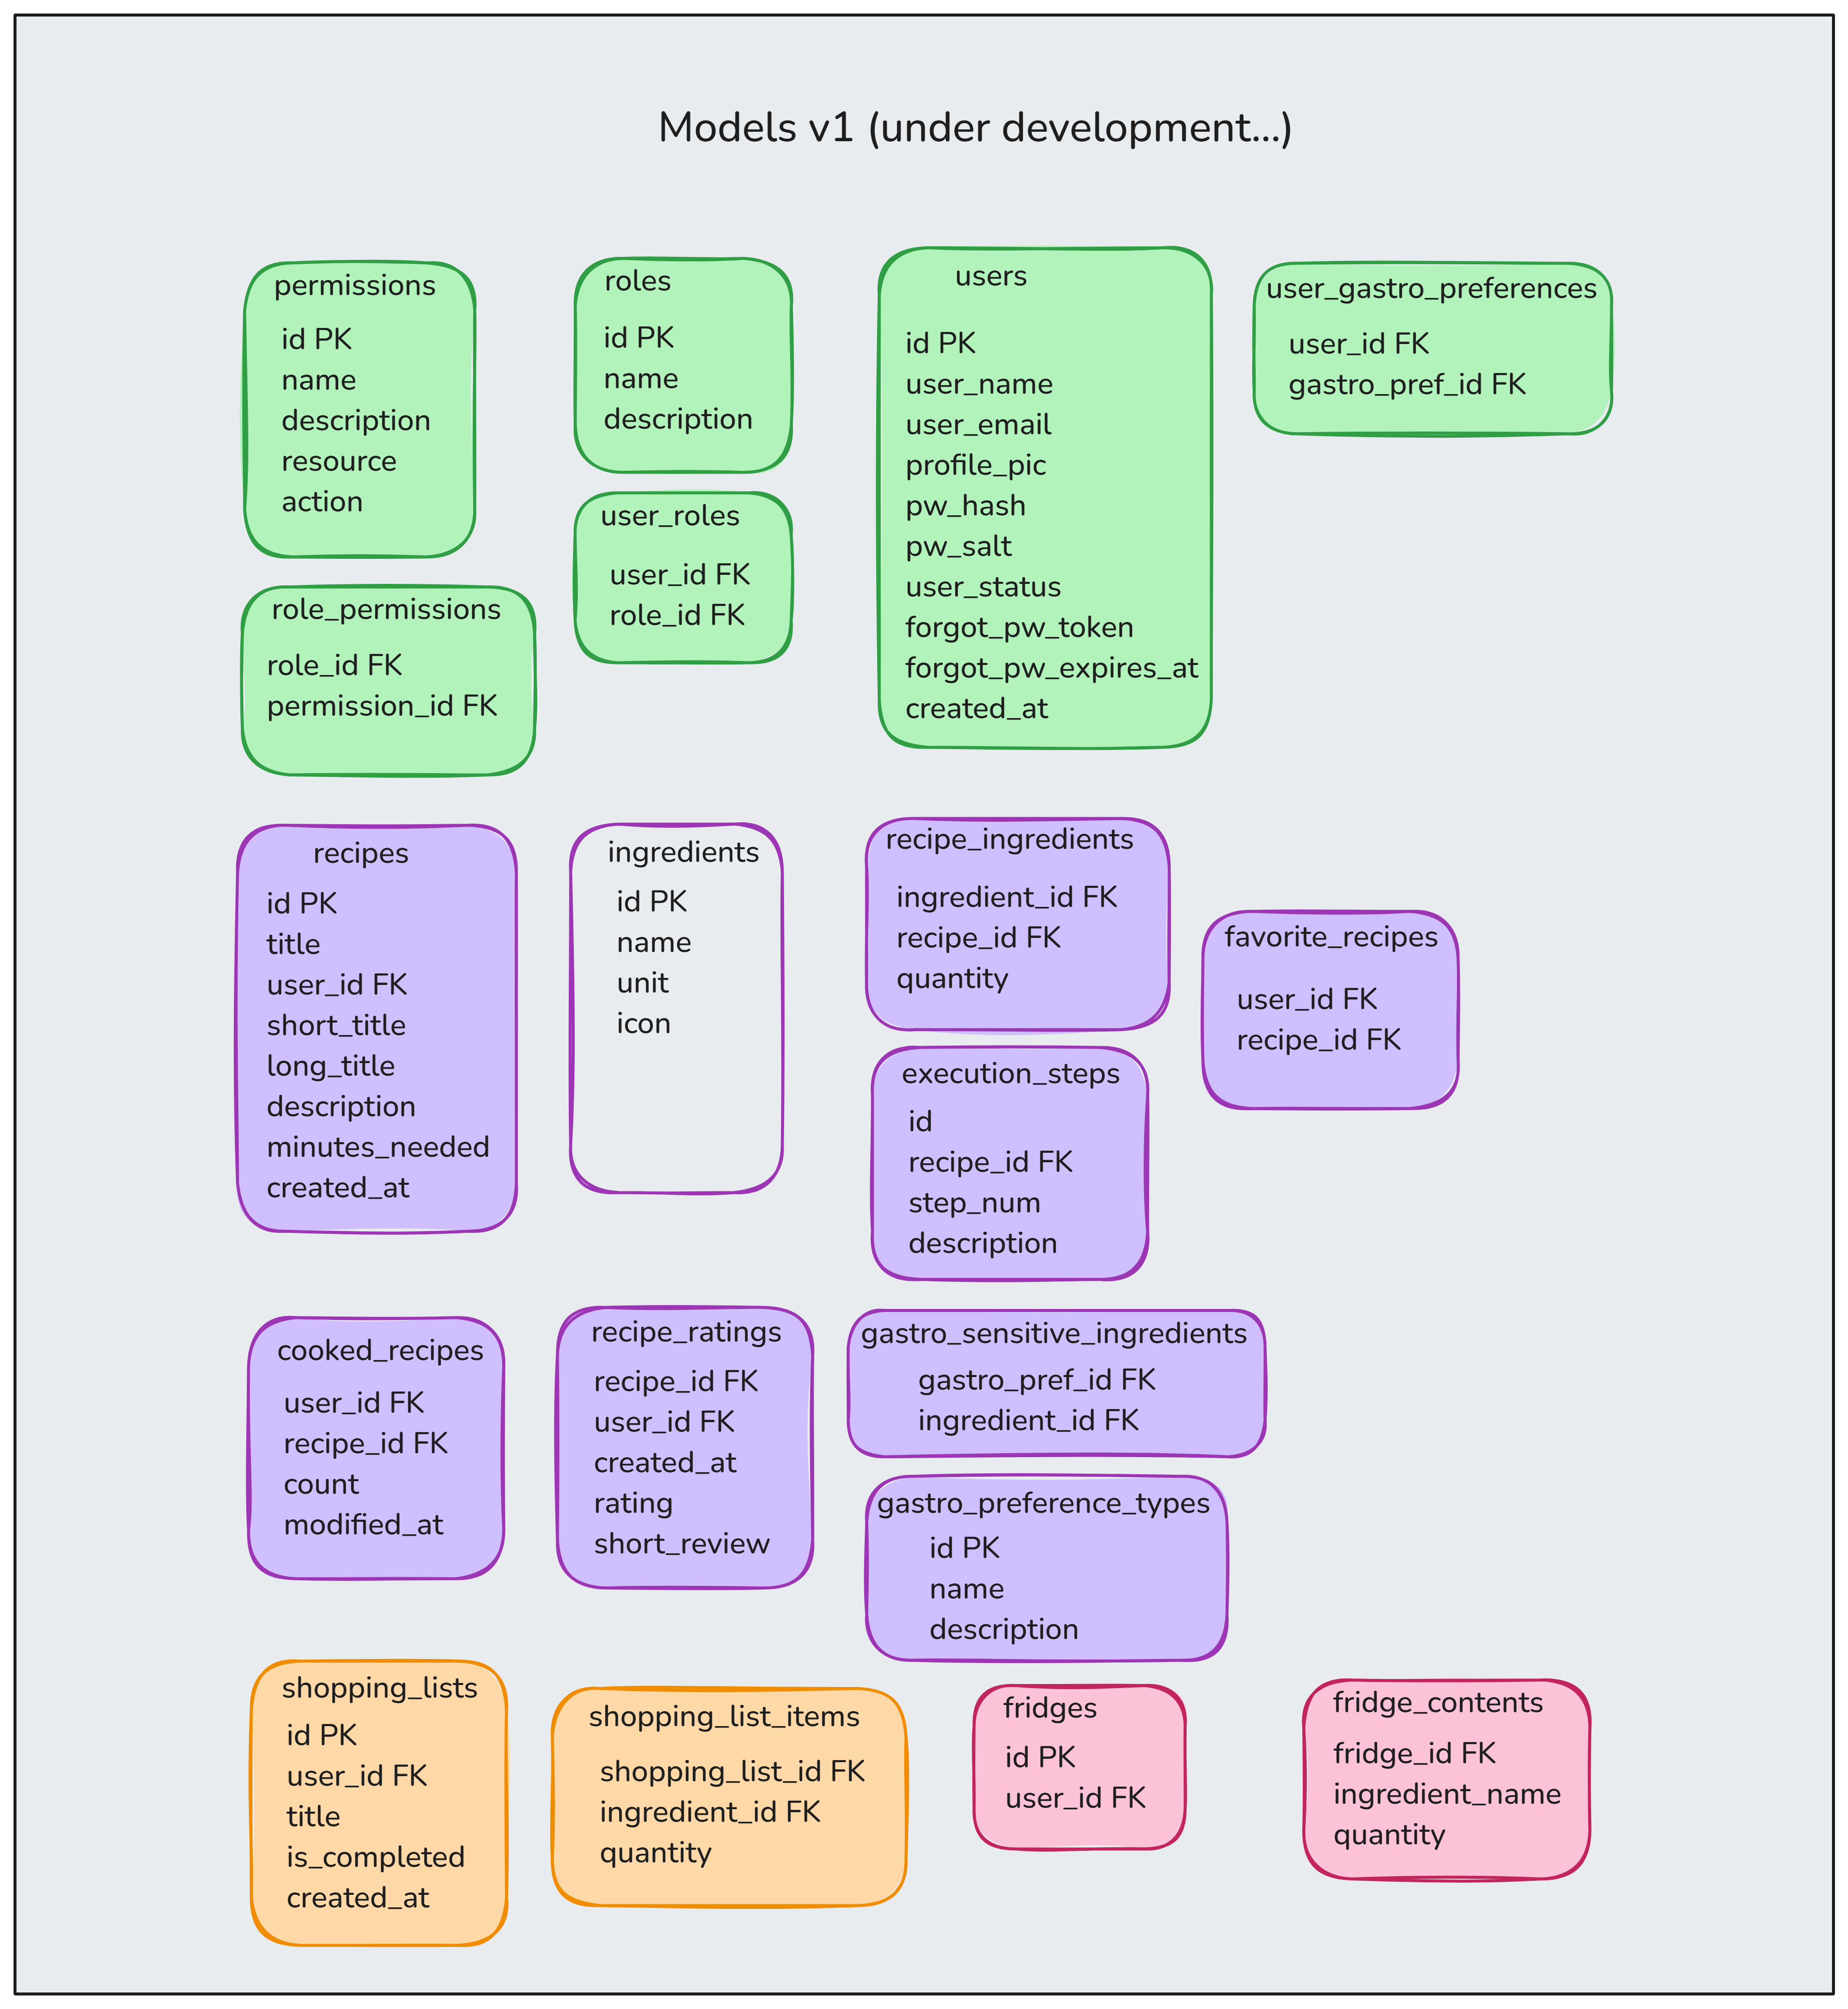 Models v1 (under development...)
permissions
id PK
name
description
resource
action
roles
id PK
name
description
users
id PK
user_name
user_email
profile_pic
pw_hash
pw_salt
user_status
forgot_pw_token
forgot_pw_expires_at
created_at
user_gastro_preferences
user_id FK
gastro_pref_id FK
user_roles
user_id FK
role_id FK
role_permissions
role_id FK
permission_id FK
recipes
id PK
title
user_id FK
short_title
long_title
description
minutes_needed
created_at
ingredients
id PK
name
unit
icon
recipe_ingredients
ingredient_id FK
recipe_id FK
quantity
favorite_recipes
user_id FK
recipe_id FK
execution_steps
id
recipe_id FK
step_num
description
cooked_recipes
user_id FK
recipe_id FK
count
modified_at
recipe_ratings
recipe_id FK
user_id FK
created_at
rating
short_review
gastro_sensitive_ingredients
gastro_pref_id FK
ingredient_id FK
gastro_preference_types
id PK
name
description
shopping_lists
id PK
user_id FK
title
is_completed
created_at
shopping_list_items
shopping_list_id FK
ingredient_id FK
quantity
fridges
id PK
user_id FK
fridge_contents
fridge_id FK
ingredient_name
quantity